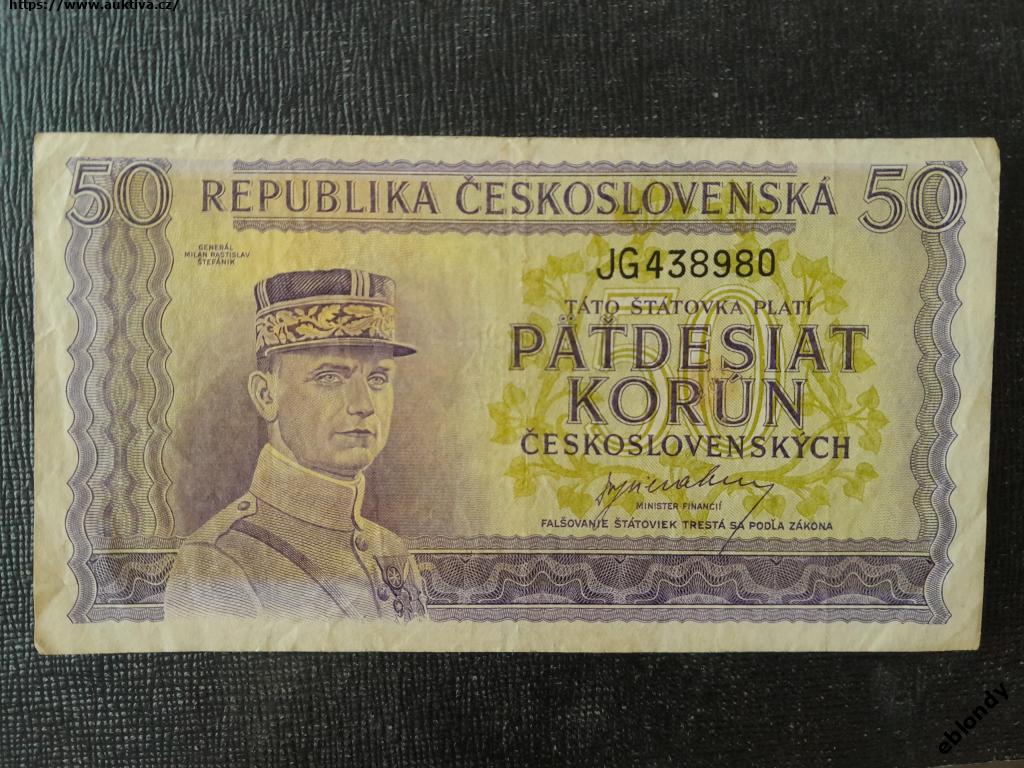 https://www.auktiva.cz/
50 REPUBLIKA ČESKOSLOVENSKÁ 50
GENERÁL
MILAN RASTISLAV
ŠTEFÁNIK
JG438980
50
TÁTO ŠTÁTOVKA PLATÍ
PÄŤDESIAT
KORÚN
ČESKOSLOVENSKÝCH
MINISTER FINANCIÍ
FALŠOVANIE ŠTÁTOVIEK TRESTÁ SA PODĽA ZÁKONA
eblondy